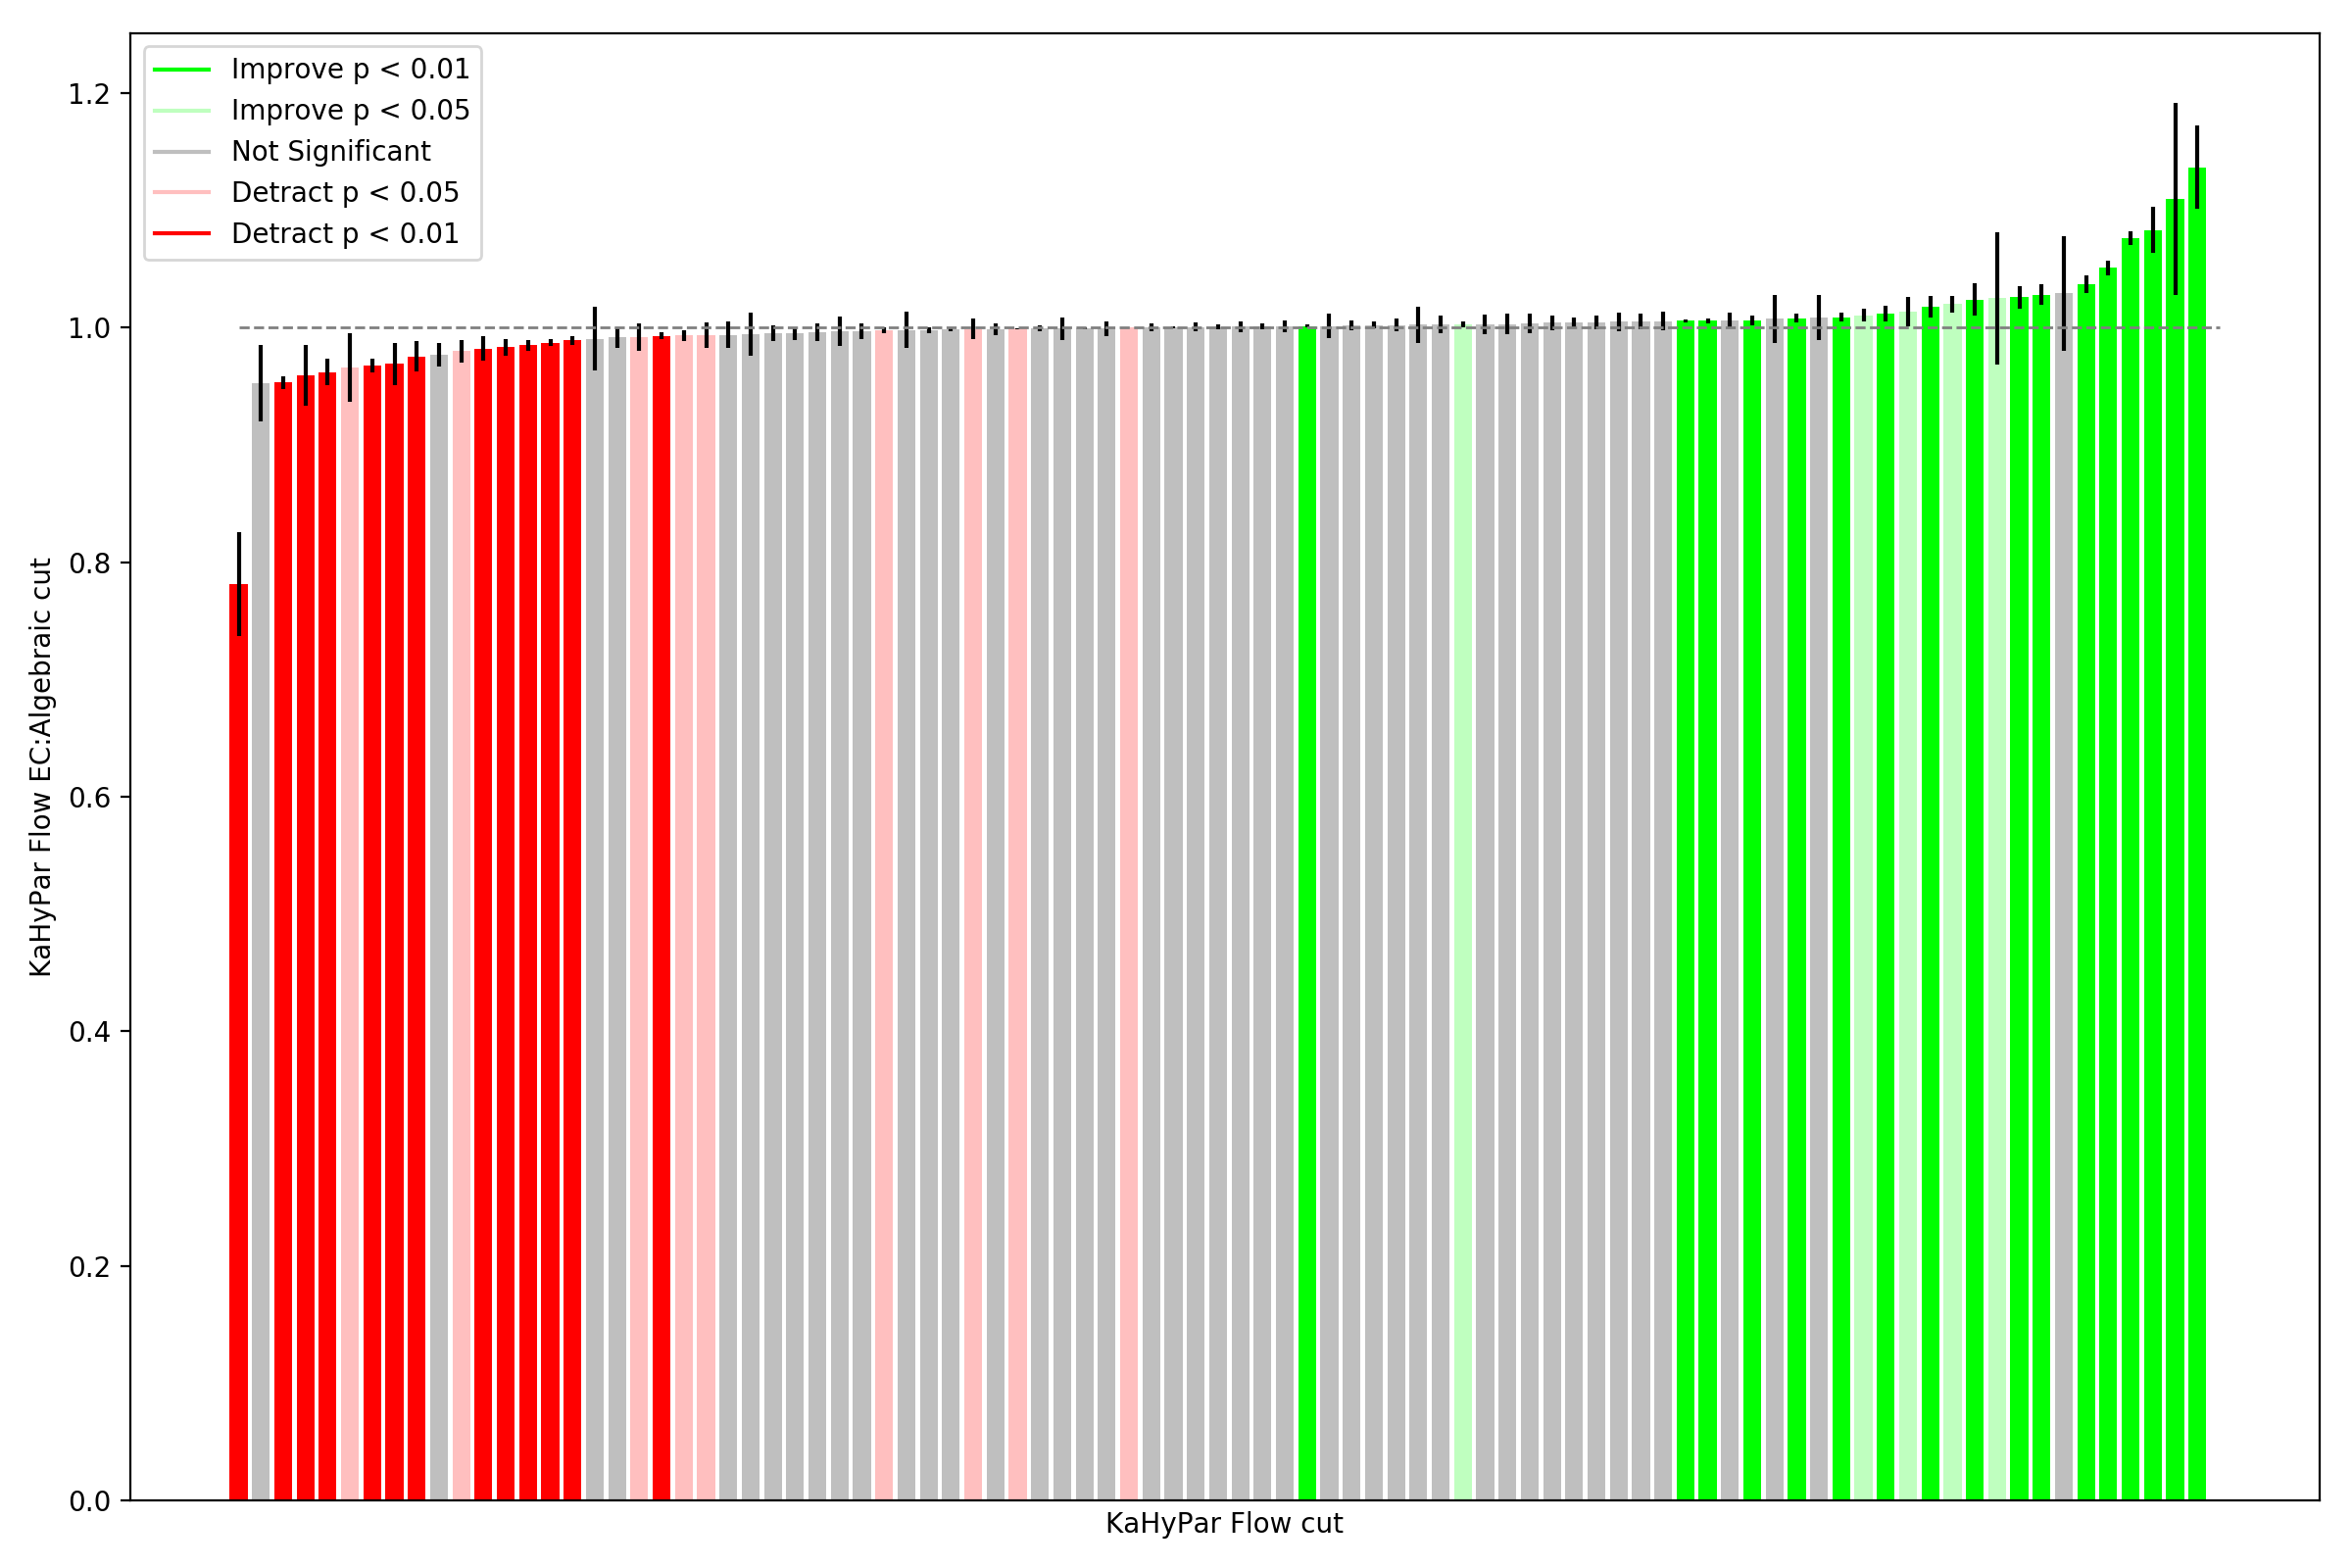 Improve p < 0.01
Improve p < 0.05
Not Significant
Detract p < 0.05
Detract p < 0.01
1.2
1.0
0.8
0.6
0.4
0.2
0.0
KaHyPar Flow EC:Algebraic cut
KaHyPar Flow cut